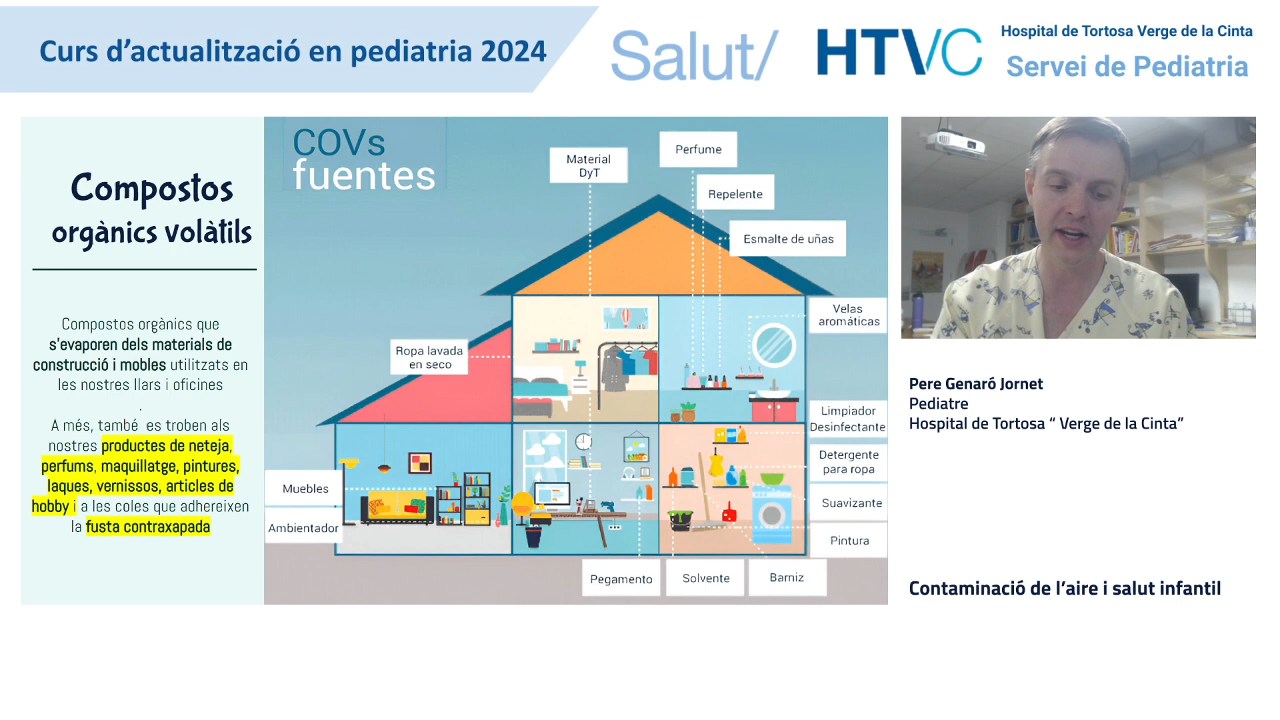 Curs d’actualització en pediatria 2024
Salut/
HTVC
Hospital de Tortosa Verge de la Cinta
Servei de Pediatria
Compostos
orgànics volàtils
Compostos orgànics que
s'evaporen dels materials de
construcció i mobles utilitzats en
les nostres llars i oficines
.
A més, també es troben als
nostres productes de neteja,
perfums, maquillatge, pintures,
laques, vernissos, articles de
hobby i a les coles que adhereixen
la fusta contraxapada
COVs
fuentes
Material
DyT
Perfume
Repelente
Esmalte de uñas
Velas
aromáticas
Ropa lavada
en seco
Limpiador
Desinfectante
Detergente
para ropa
Muebles
Suavizante
Ambientador
Pintura
Pegamento
Solvente
Barniz
Pere Genaró Jornet
Pediatre
Hospital de Tortosa “ Verge de la Cinta”
Contaminació de l’aire i salut infantil